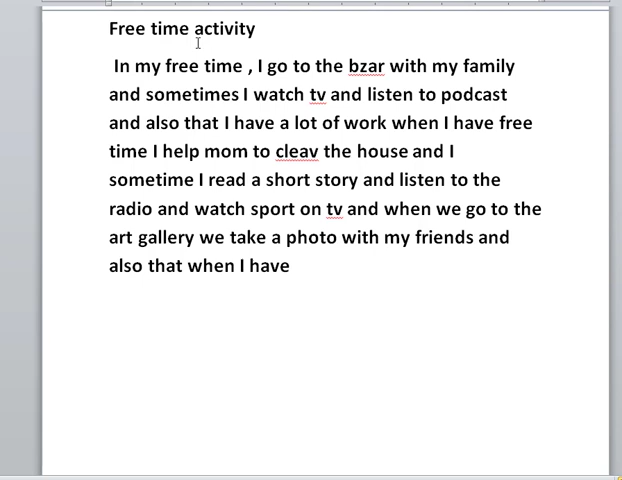 Free time activity
In my free time , I go to the bzar with my family
and sometimes I watch tv and listen to podcast
and also that I have a lot of work when I have free
time I help mom to cleav the house and I
sometime I read a short story and listen to the
radio and watch sport on tv and when we go to the
art gallery we take a photo with my friends and
also that when I have